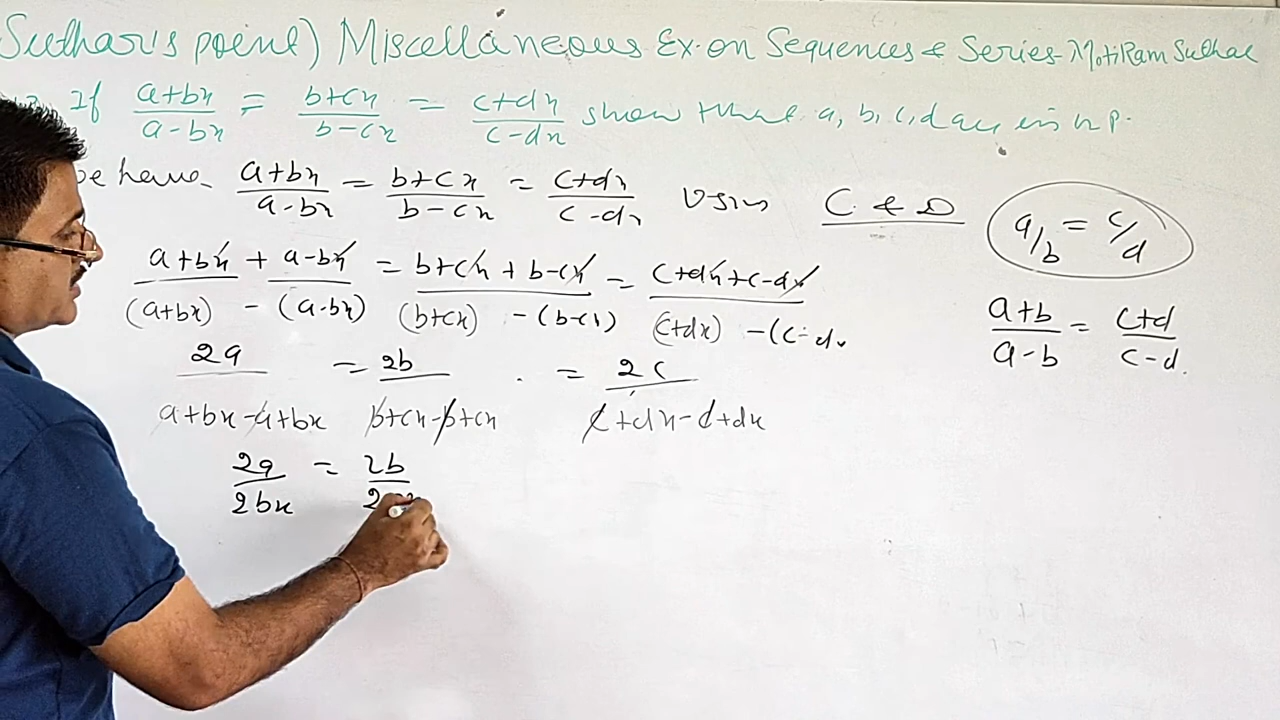 Suthar's point) Miscellaneous Ex. on Sequences & Series - MotiRam Suthar
If (a+bx)/(a-bx) = (b+cx)/(b-cx) = (c+dx)/(c-dx) show that a, b, c, d are in
have (a+bx)/(a-bx) = (b+cx)/(b-cx) = (c+dx)/(c-dx) Using C & D
a/b = c/d
(a+bx + a-bx)/((a+bx) - (a-bx)) = (b+cx + b-cx)/((b+cx) - (b-cx)) = (c+dx+c-dx)/((c+dx) - (c-dx
(a+b)/(a-b) = (c+d)/(c-d).
2a/(a+bx-a+bx) = 2b/(b+cx-b+cx) = 2c/(c+dx-c+dx)
2a/2bx = 2b/2